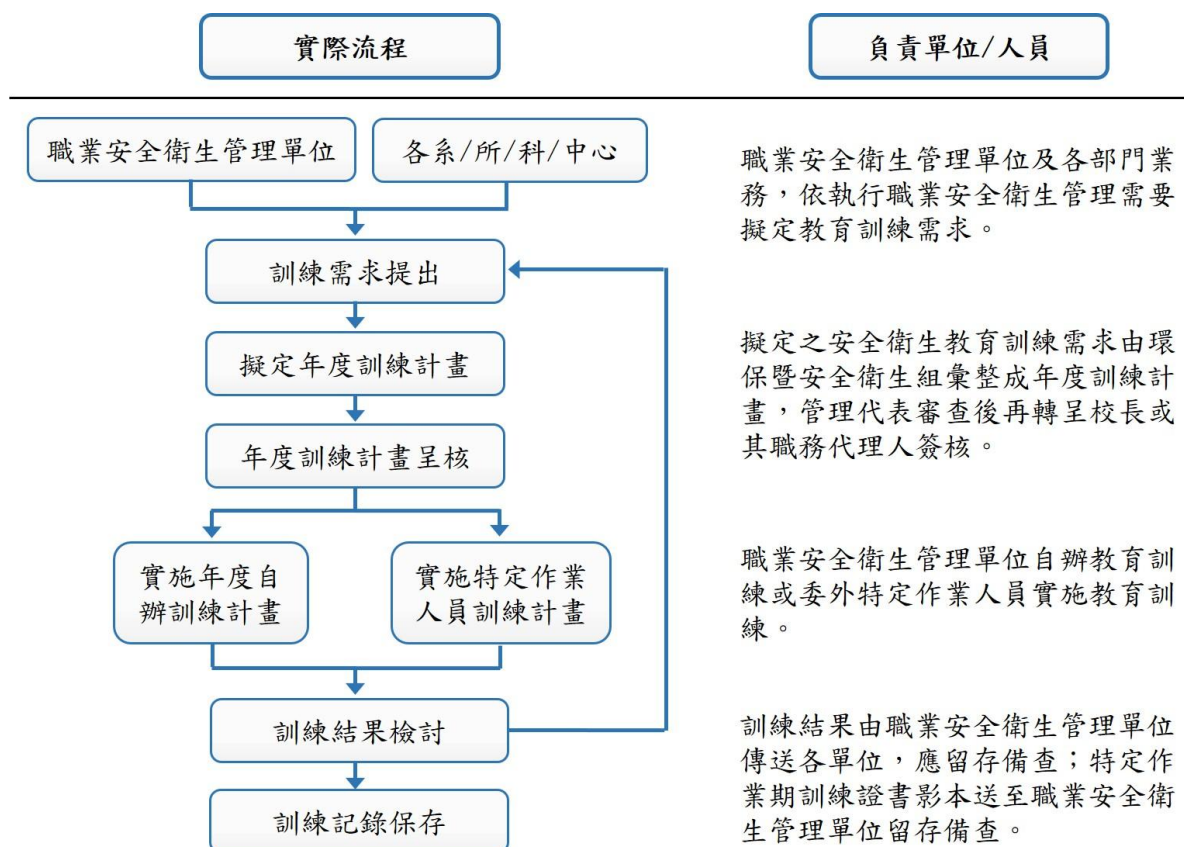 實際流程
負責單位/人員
職業安全衛生管理單位
各系/所/科/中心
職業安全衛生管理單位及各部門業
務，依執行職業安全衛生管理需要
擬定教育訓練需求。
訓練需求提出
擬定年度訓練計畫
擬定之安全衛生教育訓練需求由環
保暨安全衛生組彙整成年度訓練計
畫，管理代表審查後再轉呈校長或
其職務代理人簽核。
年度訓練計畫呈核
實施年度自
辦訓練計畫
實施特定作業
人員訓練計畫
職業安全衛生管理單位自辦教育訓
練或委外特定作業人員實施教育訓
練。
訓練結果檢討
訓練結果由職業安全衛生管理單位
傳送各單位，應留存備查；特定作
業期訓練證書影本送至職業安全衛
生管理單位留存備查。
訓練記錄保存